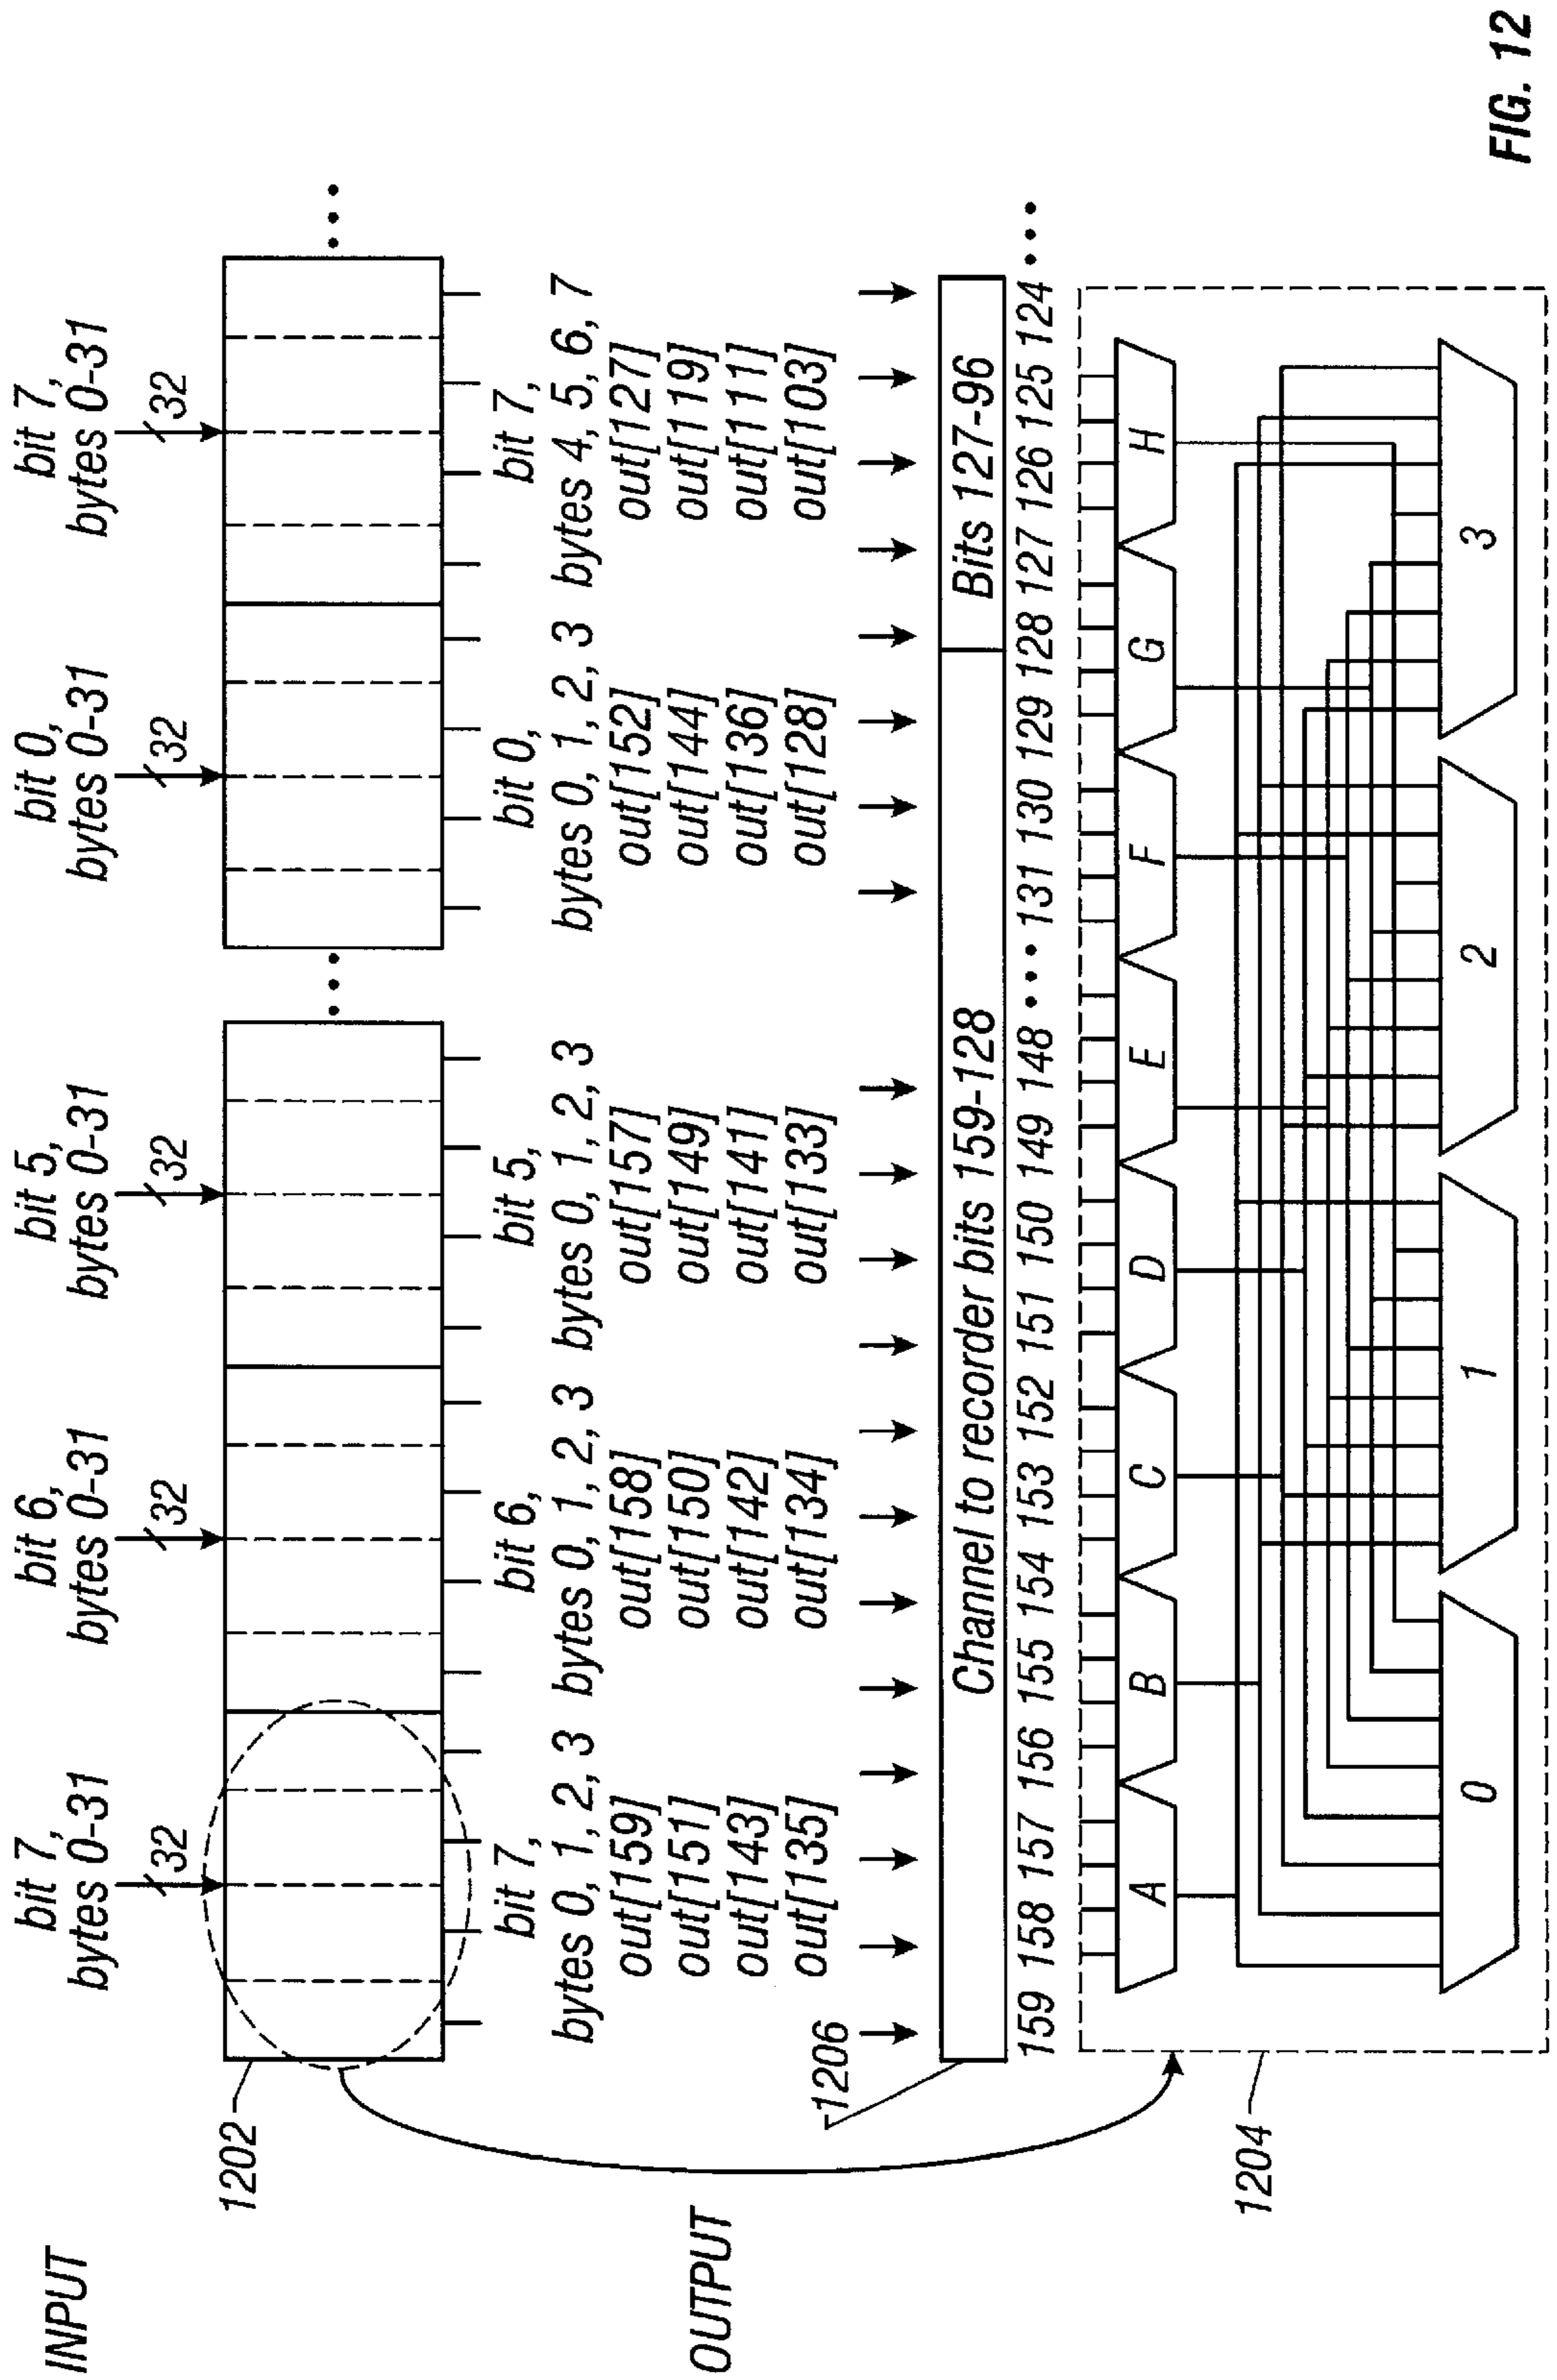 INPUT
bit 7,
bytes 0-31
32
bit 6,
bytes 0-31
32
bit 5,
bytes 0-31
32
bit 0,
bytes 0-31
32
bit 7,
bytes 0-31
32
1202
OUTPUT
bit 7,
bytes 0, 1, 2, 3
out[159]
out[151]
out[143]
out[135]
bit 6,
bytes 0, 1, 2, 3
out[158]
out[150]
out[142]
out[134]
bit 5,
bytes 0, 1, 2, 3
out[157]
out[149]
out[141]
out[133]
bit 0,
bytes 0, 1, 2, 3
out[152]
out[144]
out[136]
out[128]
bit 7,
bytes 4, 5, 6, 7
out[127]
out[119]
out[111]
out[103]
1206
Channel to recorder bits 159-128
Bits 127-96
159 158 157 156 155 154 153 152 151 150 149 148 ••• 131 130 129 128 127 126 125 124 •••
A B C D E F G H
0 1 2 3
1204
FIG. 12